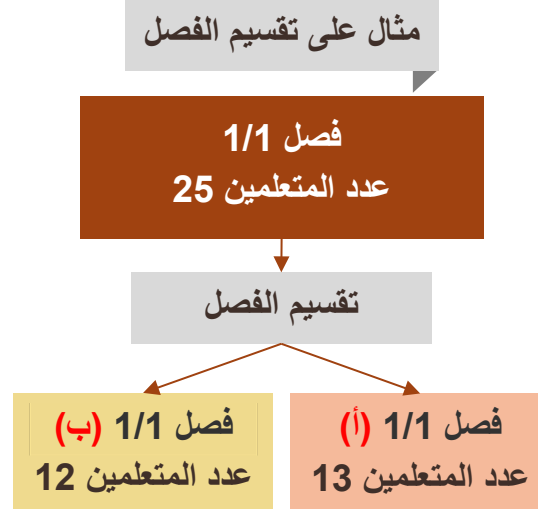 مثال على تقسيم الفصل
فصل 1/1
عدد المتعلمين 25
تقسيم الفصل
فصل 1/1 (أ)
عدد المتعلمين 13
فصل 1/1 (ب)
عدد المتعلمين 12